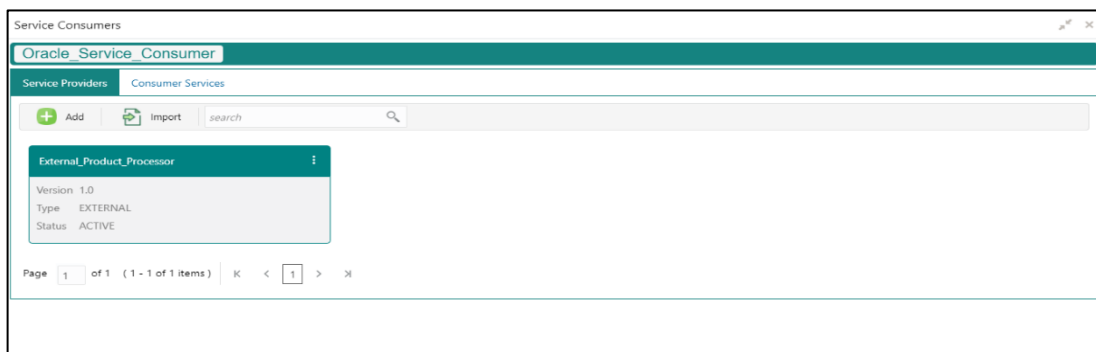 Service Consumers
Oracle_Service_Consumer
Service Providers Consumer Services
Add Import search
External_Product_Processor
Version 1.0
Type EXTERNAL
Status ACTIVE
Page 1 of 1 ( 1 - 1 of 1 items ) 1